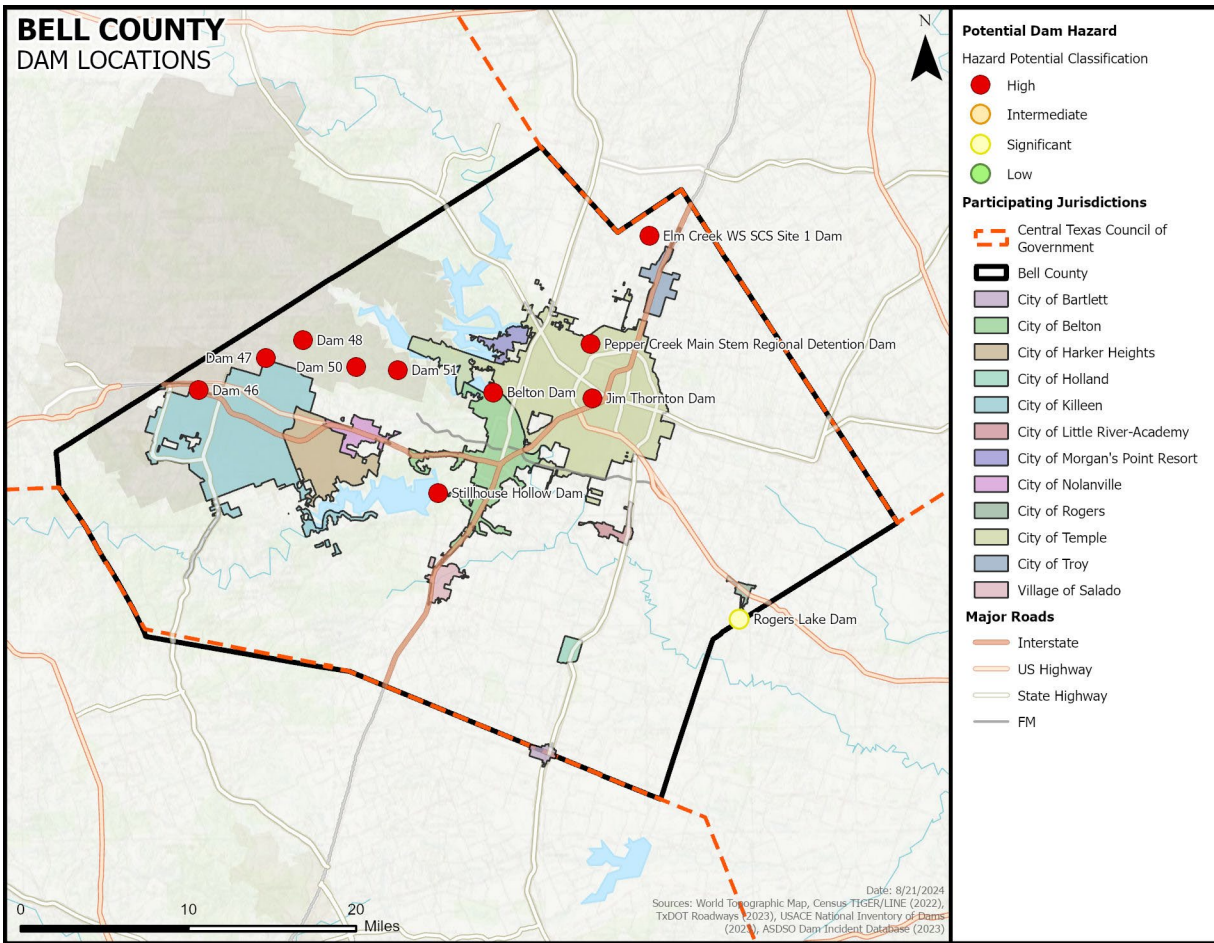 BELL COUNTY
DAM LOCATIONS
N
Elm Creek WS SCS Site 1 Dam
Dam 48
Pepper Creek Main Stem Regional Detention Dam
Dam 47
Dam 50
Dam 51
Dam 46
Belton Dam
Jim Thornton Dam
Stillhouse Hollow Dam
Rogers Lake Dam
0 10 20
Miles
Date: 8/21/2024
Sources: World Topographic Map, Census TIGER/LINE (2022),
TxDOT Roadways (2023), USACE National Inventory of Dams
(2023), ASDSO Dam Incident Database (2023)
Potential Dam Hazard
Hazard Potential Classification
High
Intermediate
Significant
Low
Participating Jurisdictions
Central Texas Council of
Government
Bell County
City of Bartlett
City of Belton
City of Harker Heights
City of Holland
City of Killeen
City of Little River-Academy
City of Morgan's Point Resort
City of Nolanville
City of Rogers
City of Temple
City of Troy
Village of Salado
Major Roads
Interstate
US Highway
State Highway
FM